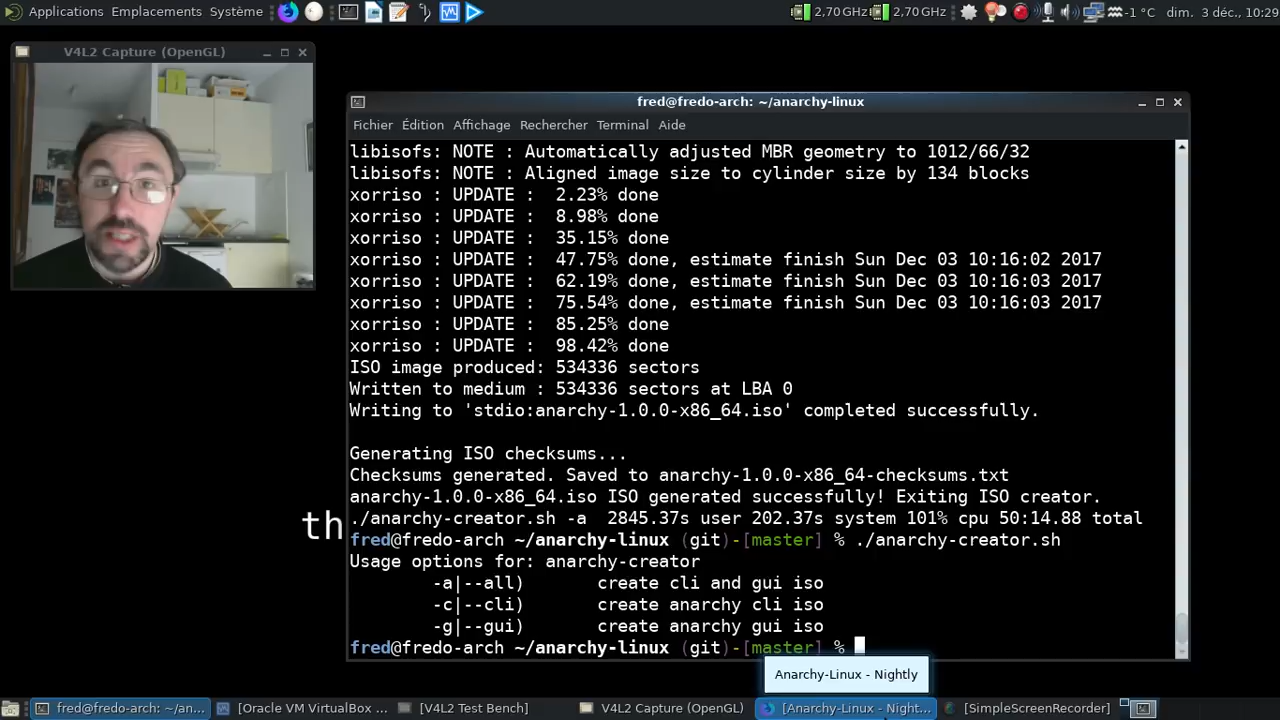 Applications Emplacements Système 2,70 GHz 2,70 GHz -1 °C dim. 3 déc., 10:29
V4L2 Capture (OpenGL)
fred@fredo-arch: ~/anarchy-linux
Fichier Édition Affichage Rechercher Terminal Aide
libisofs: NOTE : Automatically adjusted MBR geometry to 1012/66/32
libisofs: NOTE : Aligned image size to cylinder size by 134 blocks
xorriso : UPDATE :  2.23% done
xorriso : UPDATE :  8.98% done
xorriso : UPDATE :  35.15% done
xorriso : UPDATE :  47.75% done, estimate finish Sun Dec 03 10:16:02 2017
xorriso : UPDATE :  62.19% done, estimate finish Sun Dec 03 10:16:03 2017
xorriso : UPDATE :  75.54% done, estimate finish Sun Dec 03 10:16:03 2017
xorriso : UPDATE :  85.25% done
xorriso : UPDATE :  98.42% done
ISO image produced: 534336 sectors
Written to medium : 534336 sectors at LBA 0
Writing to 'stdio:anarchy-1.0.0-x86_64.iso' completed successfully.
Generating ISO checksums...
Checksums generated. Saved to anarchy-1.0.0-x86_64-checksums.txt
anarchy-1.0.0-x86_64.iso ISO generated successfully! Exiting ISO creator.
./anarchy-creator.sh -a  2845.37s user 202.37s system 101% cpu 50:14.88 total
th
fred@fredo-arch ~/anarchy-linux (git)-[master] % ./anarchy-creator.sh
Usage options for: anarchy-creator
-a|--all) create cli and gui iso
-c|--cli) create anarchy cli iso
-g|--gui) create anarchy gui iso
fred@fredo-arch ~/anarchy-linux (git)-[master] %
Anarchy-Linux - Nightly
fred@fredo-arch: ~/an... [Oracle VM VirtualBox ... [V4L2 Test Bench] V4L2 Capture (OpenGL) [Anarchy-Linux - Night... [SimpleScreenRecorder]